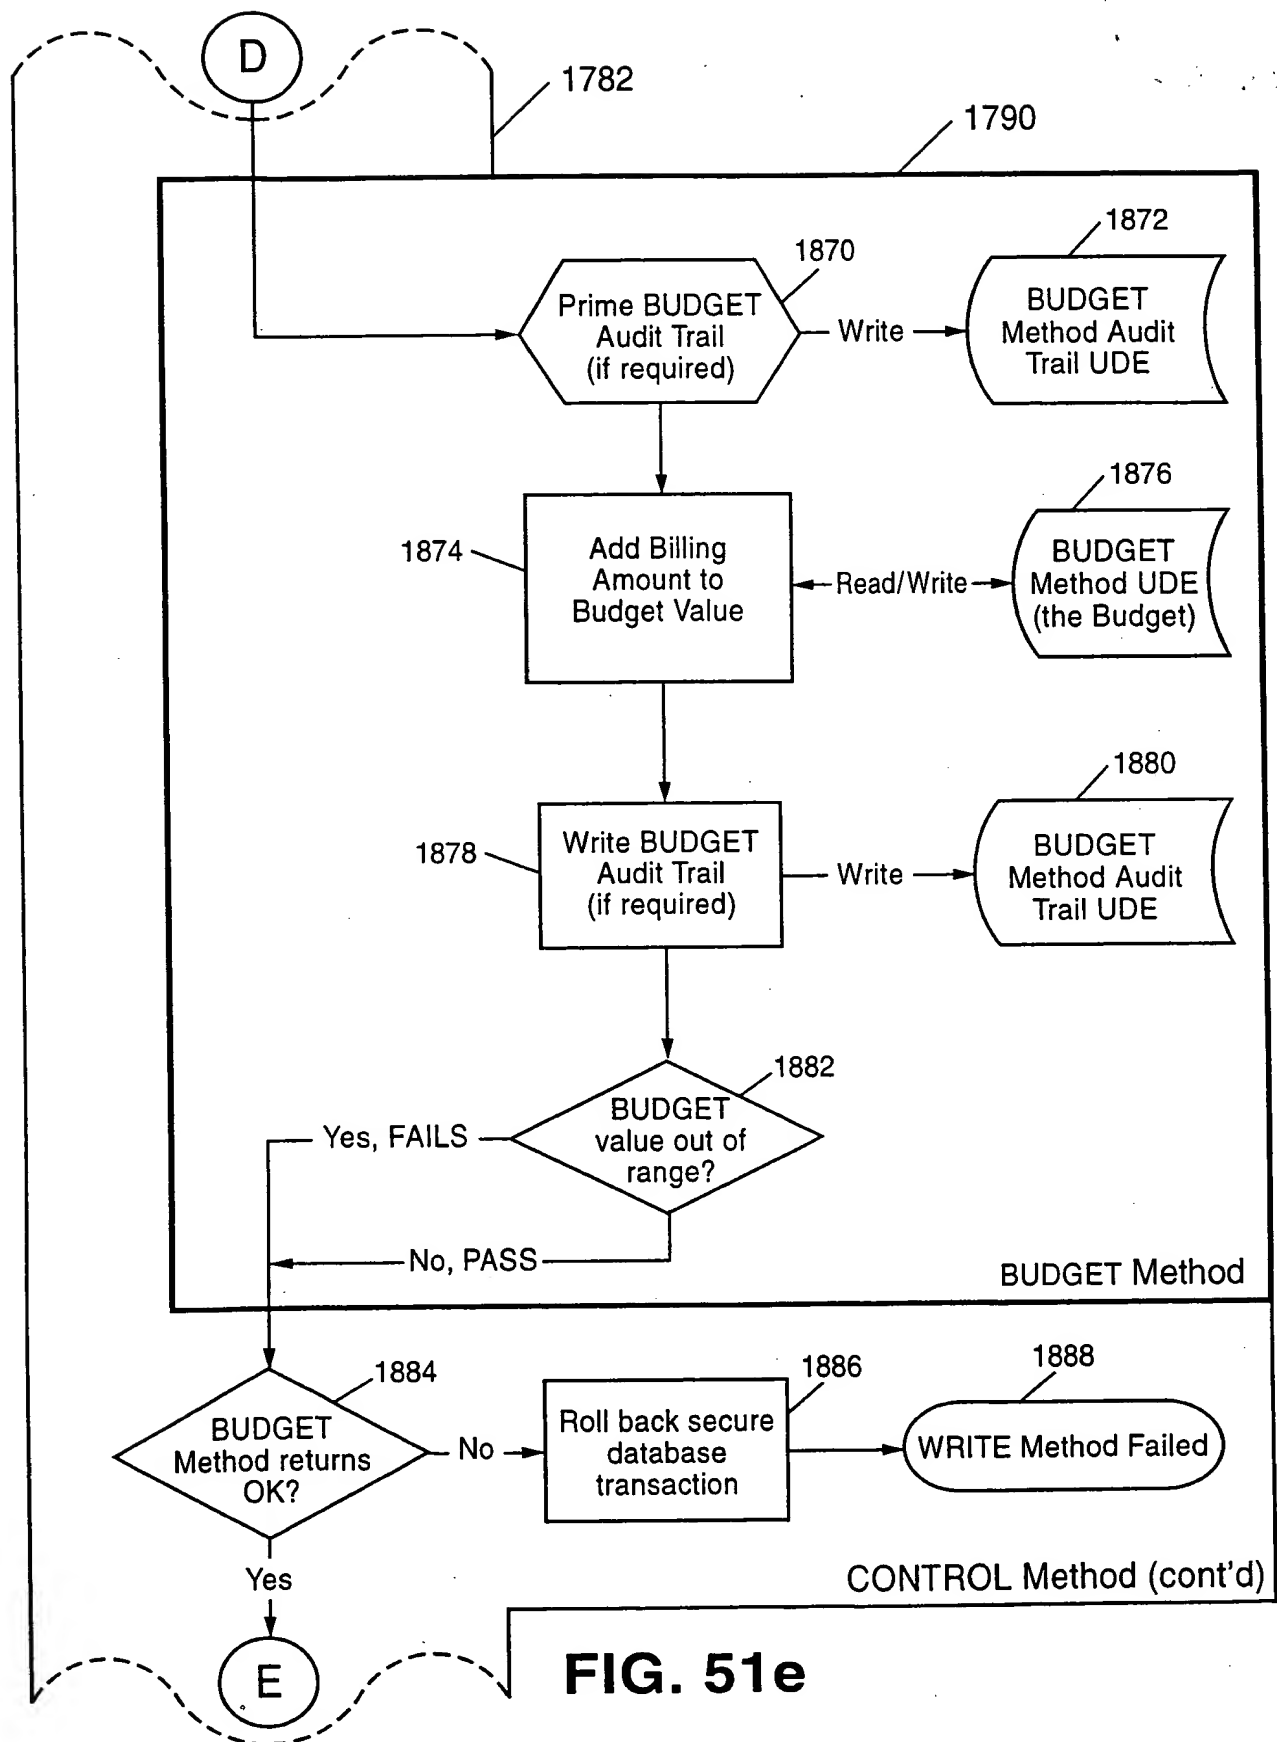 D
1782
1790
1870
1872
Prime BUDGET
Audit Trail
(if required)
Write
BUDGET
Method Audit
Trail UDE
1874
Add Billing
Amount to
Budget Value
Read/Write
1876
BUDGET
Method UDE
(the Budget)
1878
Write BUDGET
Audit Trail
(if required)
Write
1880
BUDGET
Method Audit
Trail UDE
1882
BUDGET
value out of
range?
Yes, FAILS
No, PASS
BUDGET Method
1884
BUDGET
Method returns
OK?
No
1886
Roll back secure
database
transaction
1888
WRITE Method Failed
Yes
CONTROL Method (cont'd)
E
FIG. 51e